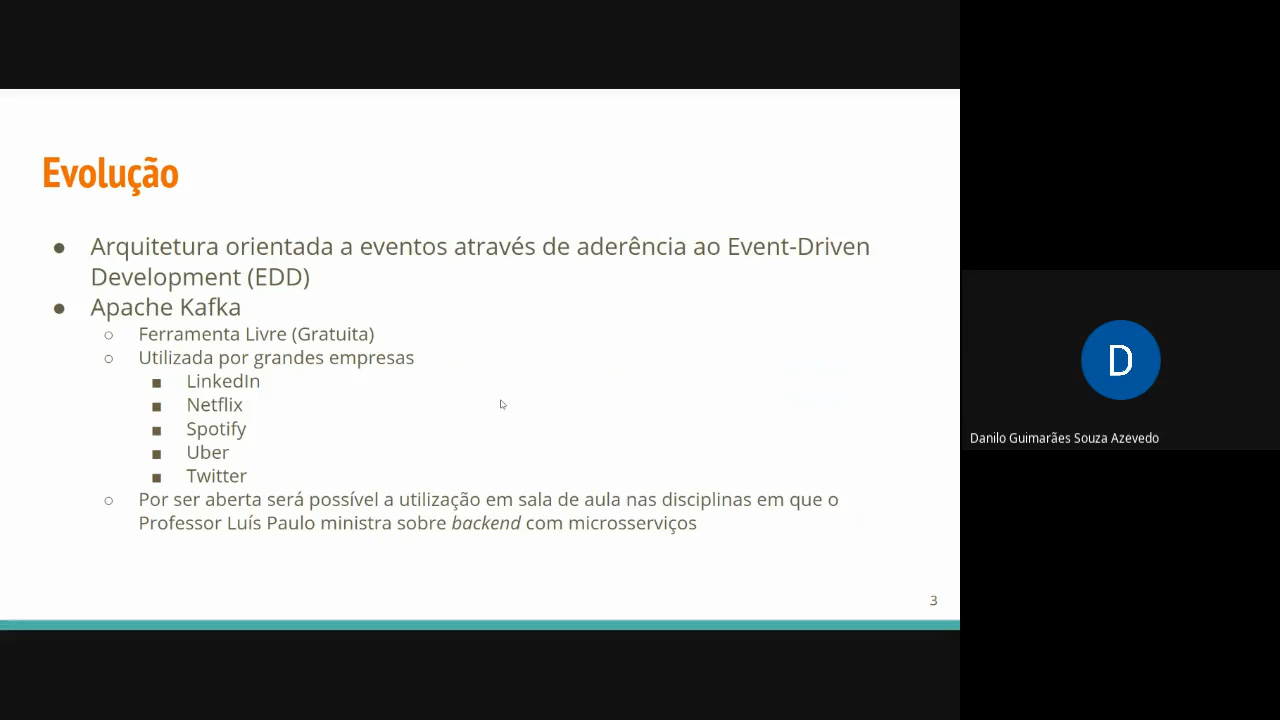 Evolução
● Arquitetura orientada a eventos através de aderência ao Event-Driven
Development (EDD)
● Apache Kafka
○ Ferramenta Livre (Gratuita)
○ Utilizada por grandes empresas
■ LinkedIn
■ Netflix
■ Spotify
■ Uber
■ Twitter
○ Por ser aberta será possível a utilização em sala de aula nas disciplinas em que o
Professor Luís Paulo ministra sobre backend com microsserviços
3
D
Danilo Guimarães Souza Azevedo